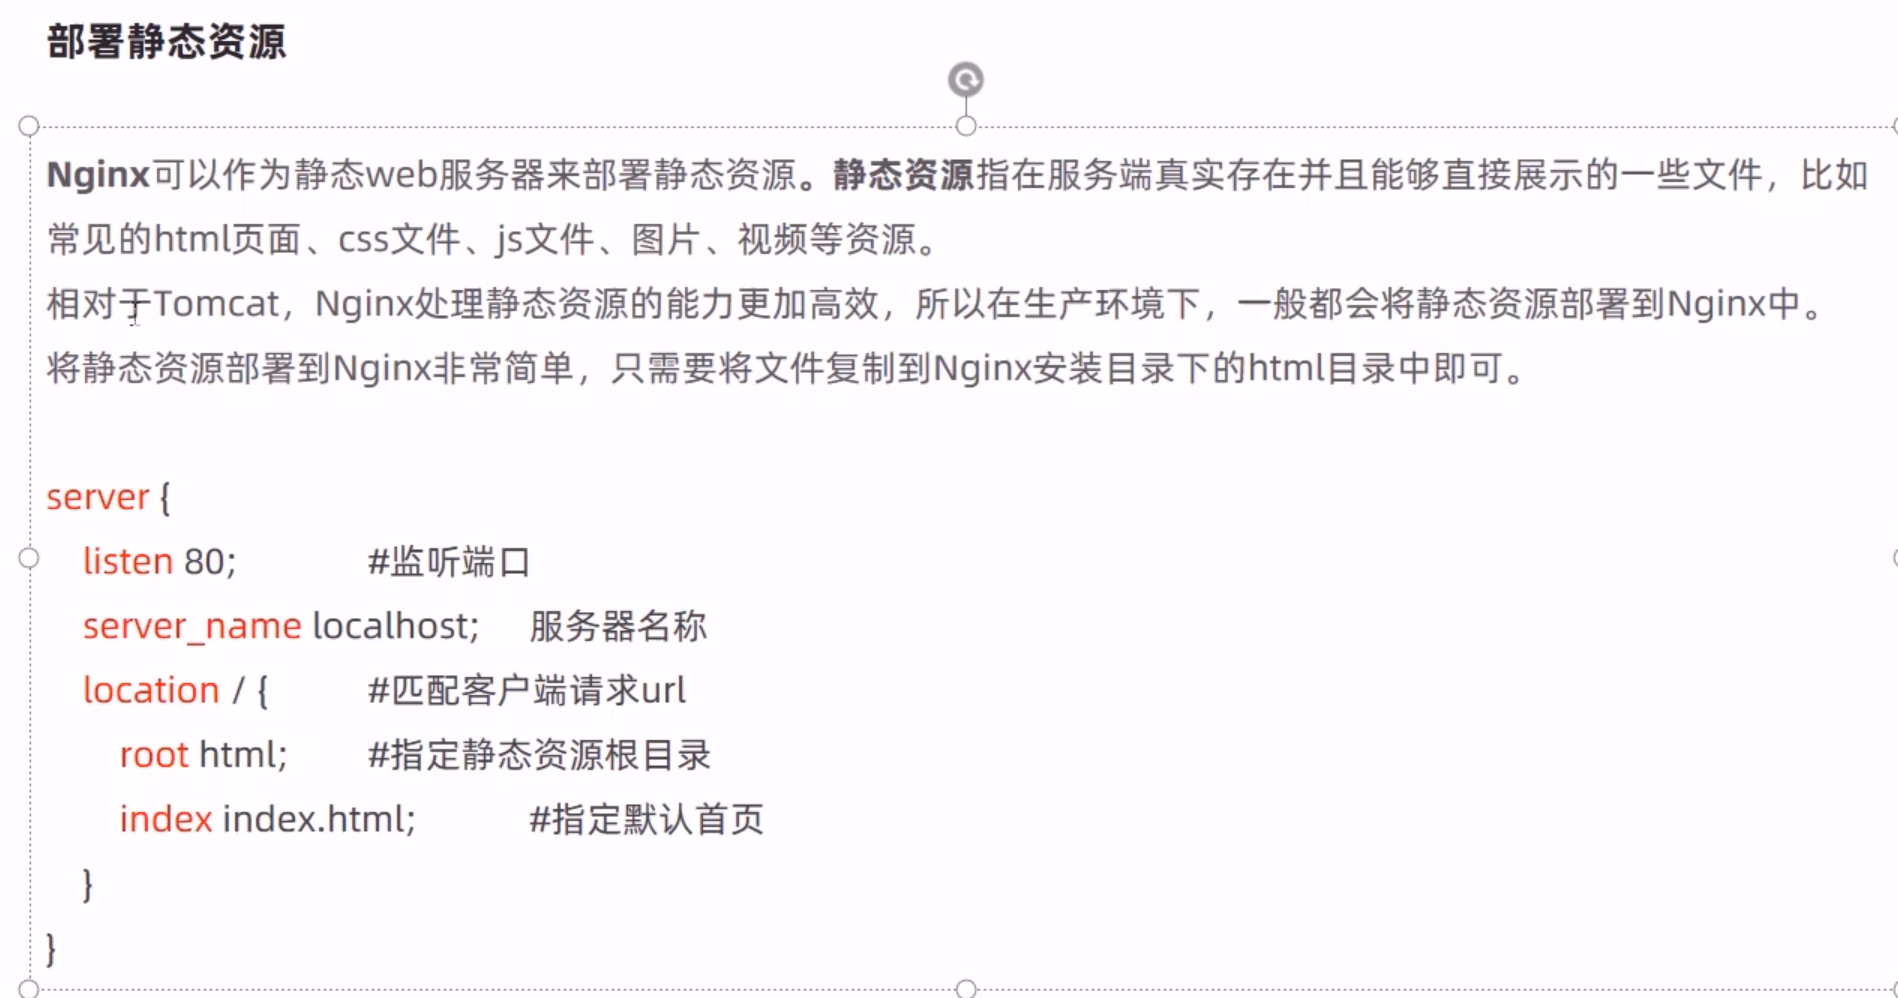 部署静态资源
Nginx可以作为静态web服务器来部署静态资源。静态资源指在服务端真实存在并且能够直接展示的一些文件，比如
常见的html页面、css文件、js文件、图片、视频等资源。
相对于Tomcat，Nginx处理静态资源的能力更加高效，所以在生产环境下，一般都会将静态资源部署到Nginx中。
将静态资源部署到Nginx非常简单，只需要将文件复制到Nginx安装目录下的html目录中即可。
server {
listen 80; #监听端口
server_name localhost; 服务器名称
location / { #匹配客户端请求url
root html; #指定静态资源根目录
index index.html; #指定默认首页
}
}